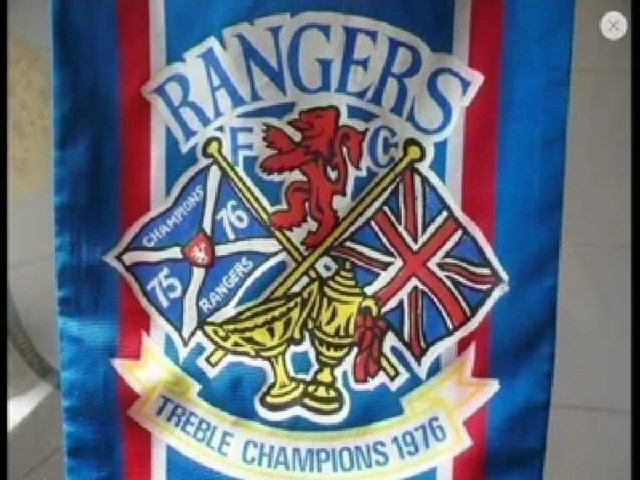 RANGERS
F C
CHAMPIONS
75 76
RANGERS
TREBLE CHAMPIONS 1976